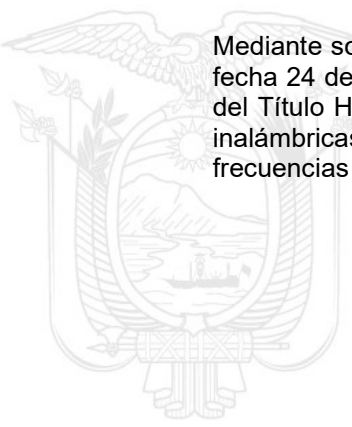 Mediante so
fecha 24 de
del Título H
inalámbricas
frecuencias